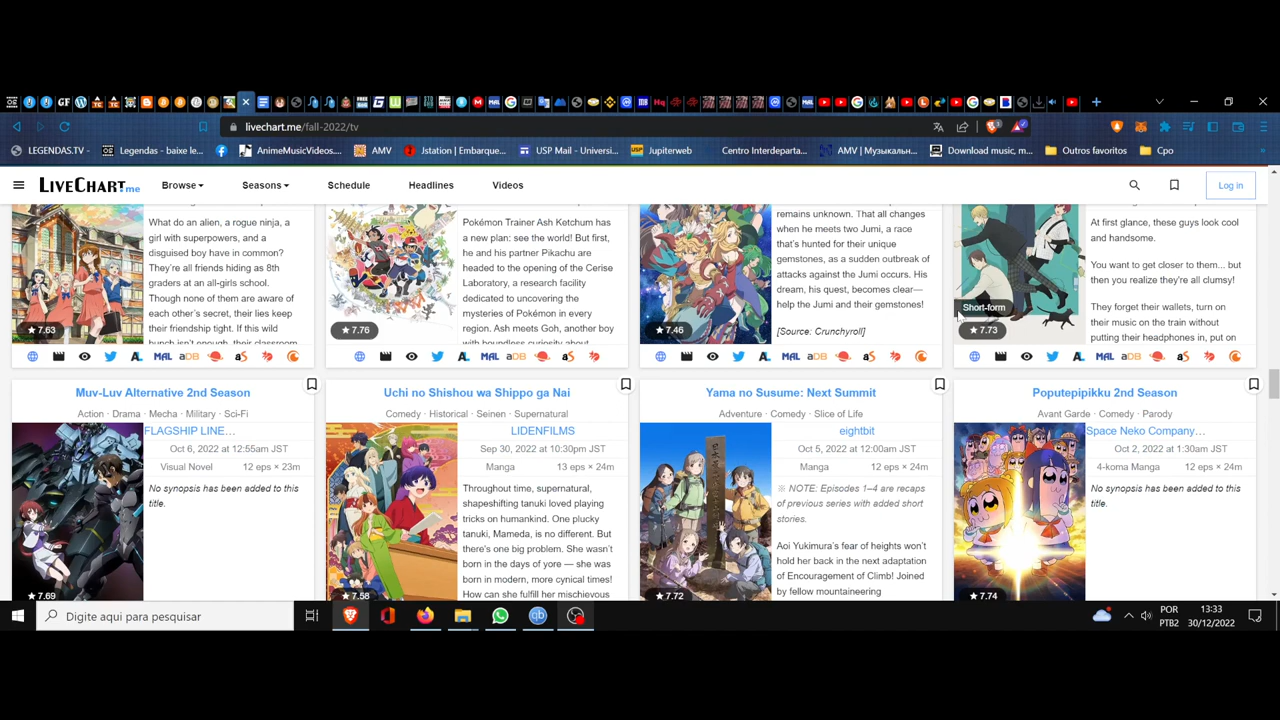 livechart.me/fall-2022/tv
LEGENDAS.TV
Legendas - baixe le...
AnimeMusicVideos....
AMV
Jstation | Embarque...
USP Mail - Universi...
Jupiterweb
Centro Interdeparta...
AMV | Музыкальн...
Download music, m...
Outros favoritos
Cpo
LIVECHART.me
Browse
Seasons
Schedule
Headlines
Videos
Log in
What do an alien, a rogue ninja, a
girl with superpowers, and a
disguised boy have in common?
They're all friends hiding as 8th
graders at an all-girls school.
Though none of them are aware of
each other's secret, their lies keep
their friendship tight. If this wild
bunch isn't enough, their classroom
★ 7.63
Pokémon Trainer Ash Ketchum has
a new plan: see the world! But first,
he and his partner Pikachu are
headed to the opening of the Cerise
Laboratory, a research facility
dedicated to uncovering the
mysteries of Pokémon in every
region. Ash meets Goh, another boy
with boundless curiosity about
★ 7.76
remains unknown. That all changes
when he meets two Jumi, a race
that's hunted for their unique
gemstones, as a sudden outbreak of
attacks against the Jumi occurs. His
dream, his quest, becomes clear—
help the Jumi and their gemstones!
[Source: Crunchyroll]
★ 7.46
At first glance, these guys look cool
and handsome.
You want to get closer to them... but
then you realize they're all clumsy!
They forget their wallets, turn on
their music on the train without
putting their headphones in, put on
Short-form
★ 7.73
MAL aDB aS
MAL aDB aS
MAL aDB aS
MAL aDB aS
Muv-Luv Alternative 2nd Season
Action · Drama · Mecha · Military · Sci-Fi
FLAGSHIP LINE...
Oct 6, 2022 at 12:55am JST
Visual Novel 12 eps × 23m
No synopsis has been added to this
title.
★ 7.69
Uchi no Shishou wa Shippo ga Nai
Comedy · Historical · Seinen · Supernatural
LIDENFILMS
Sep 30, 2022 at 10:30pm JST
Manga 13 eps × 24m
Throughout time, supernatural,
shapeshifting tanuki loved playing
tricks on humankind. One plucky
tanuki, Mameda, is no different. But
there's one big problem. She wasn't
born in the days of yore — she was
born in modern, more cynical times!
How can she fulfill her mischievous
★ 7.58
Yama no Susume: Next Summit
Adventure · Comedy · Slice of Life
eightbit
Oct 5, 2022 at 12:00am JST
Manga 12 eps × 24m
※ NOTE: Episodes 1–4 are recaps
of previous series with added short
stories.
Aoi Yukimura's fear of heights won't
hold her back in the next adaptation
of Encouragement of Climb! Joined
by fellow mountaineering
★ 7.72
Poputepipikku 2nd Season
Avant Garde · Comedy · Parody
Space Neko Company...
Oct 2, 2022 at 1:30am JST
4-koma Manga 12 eps × 24m
No synopsis has been added to this
title.
★ 7.74
Digite aqui para pesquisar
POR
PTB2
13:33
30/12/2022